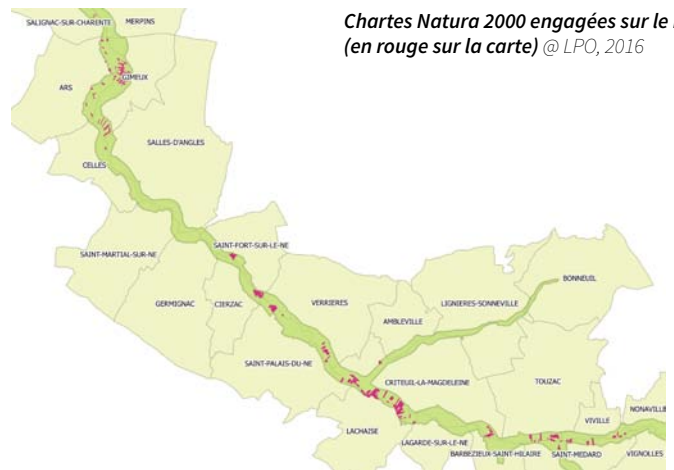 Chartes Natura 2000 engagées sur le
(en rouge sur la carte) @ LPO, 2016
SALIGNAC-SUR-CHARENTE
MERPINS
GIMEUX
ARS
SALLES-D'ANGLES
CELLES
SAINT-FORT-SUR-LE-NE
SAINT-MARTIAL-SUR-NE
BONNEUIL
LIGNIERES-SONNEVILLE
GERMIGNAC
CIERZAC
VERRIERES
AMBLEVILLE
SAINT-PALAIS-DU-NE
CRITEUIL-LA-MAGDELEINE
TOUZAC
NONAVILLE
VIVILLE
LACHAISE
LAGARDE-SUR-LE-NE
BARBEZIEUX-SAINT-HILAIRE
SAINT-MEDARD
VIGNOLLES